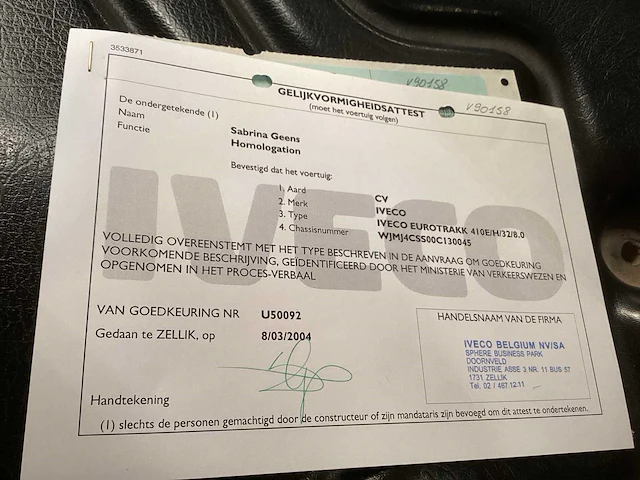 3533871
V90158
V90158
GELIJKVORMIGHEIDSATTEST
(moet het voertuig volgen)
De ondergetekende (1)
Naam Sabrina Geens
Functie Homologation
Bevestigd dat het voertuig:
1. Aard CV
2. Merk IVECO
3. Type IVECO EUROTRAKK 410E/H/32/8.0
4. Chassisnummer WJMJ4CSS00C130045
IVECO
VOLLEDIG OVEREENSTEMT MET HET TYPE BESCHREVEN IN DE AANVRAAG OM GOEDKEURING
VOORKOMENDE BESCHRIJVING, GEÏDENTIFICEERD DOOR HET MINISTERIE VAN VERKEERSWEZEN EN
OPGENOMEN IN HET PROCES-VERBAAL
VAN GOEDKEURING NR U50092
Gedaan te ZELLIK, op 8/03/2004
HANDELSNAAM VAN DE FIRMA
IVECO BELGIUM NV/SA
SPHERE BUSINESS PARK
DOORNVELD
INDUSTRIE ASSE 3 NR. 11 BUS 57
1731 ZELLIK
Tel. 02 / 467.12.11
Handtekening
(1) slechts de personen gemachtigd door de constructeur of zijn mandataris zijn bevoegd om dit attest te ondertekenen.